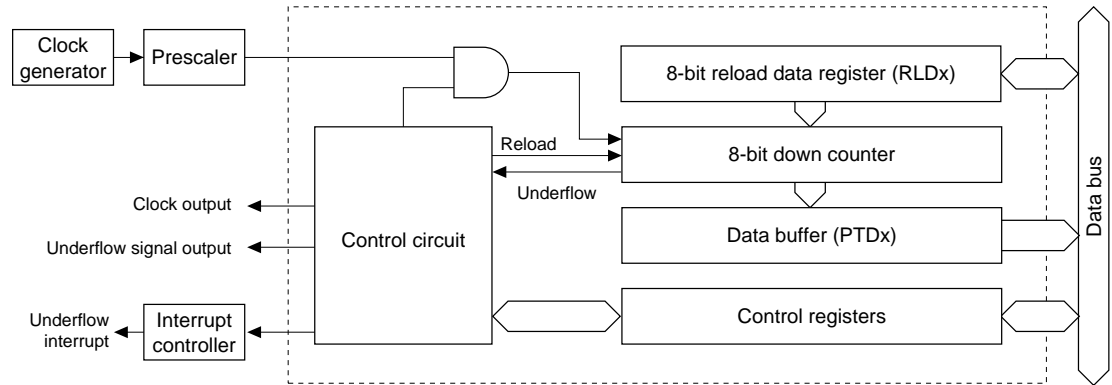 Clock
generator
Prescaler
8-bit reload data register (RLDx)
Reload
8-bit down counter
Underflow
Clock output
Underflow signal output
Control circuit
Data buffer (PTDx)
Data bus
Underflow
interrupt
Interrupt
controller
Control registers